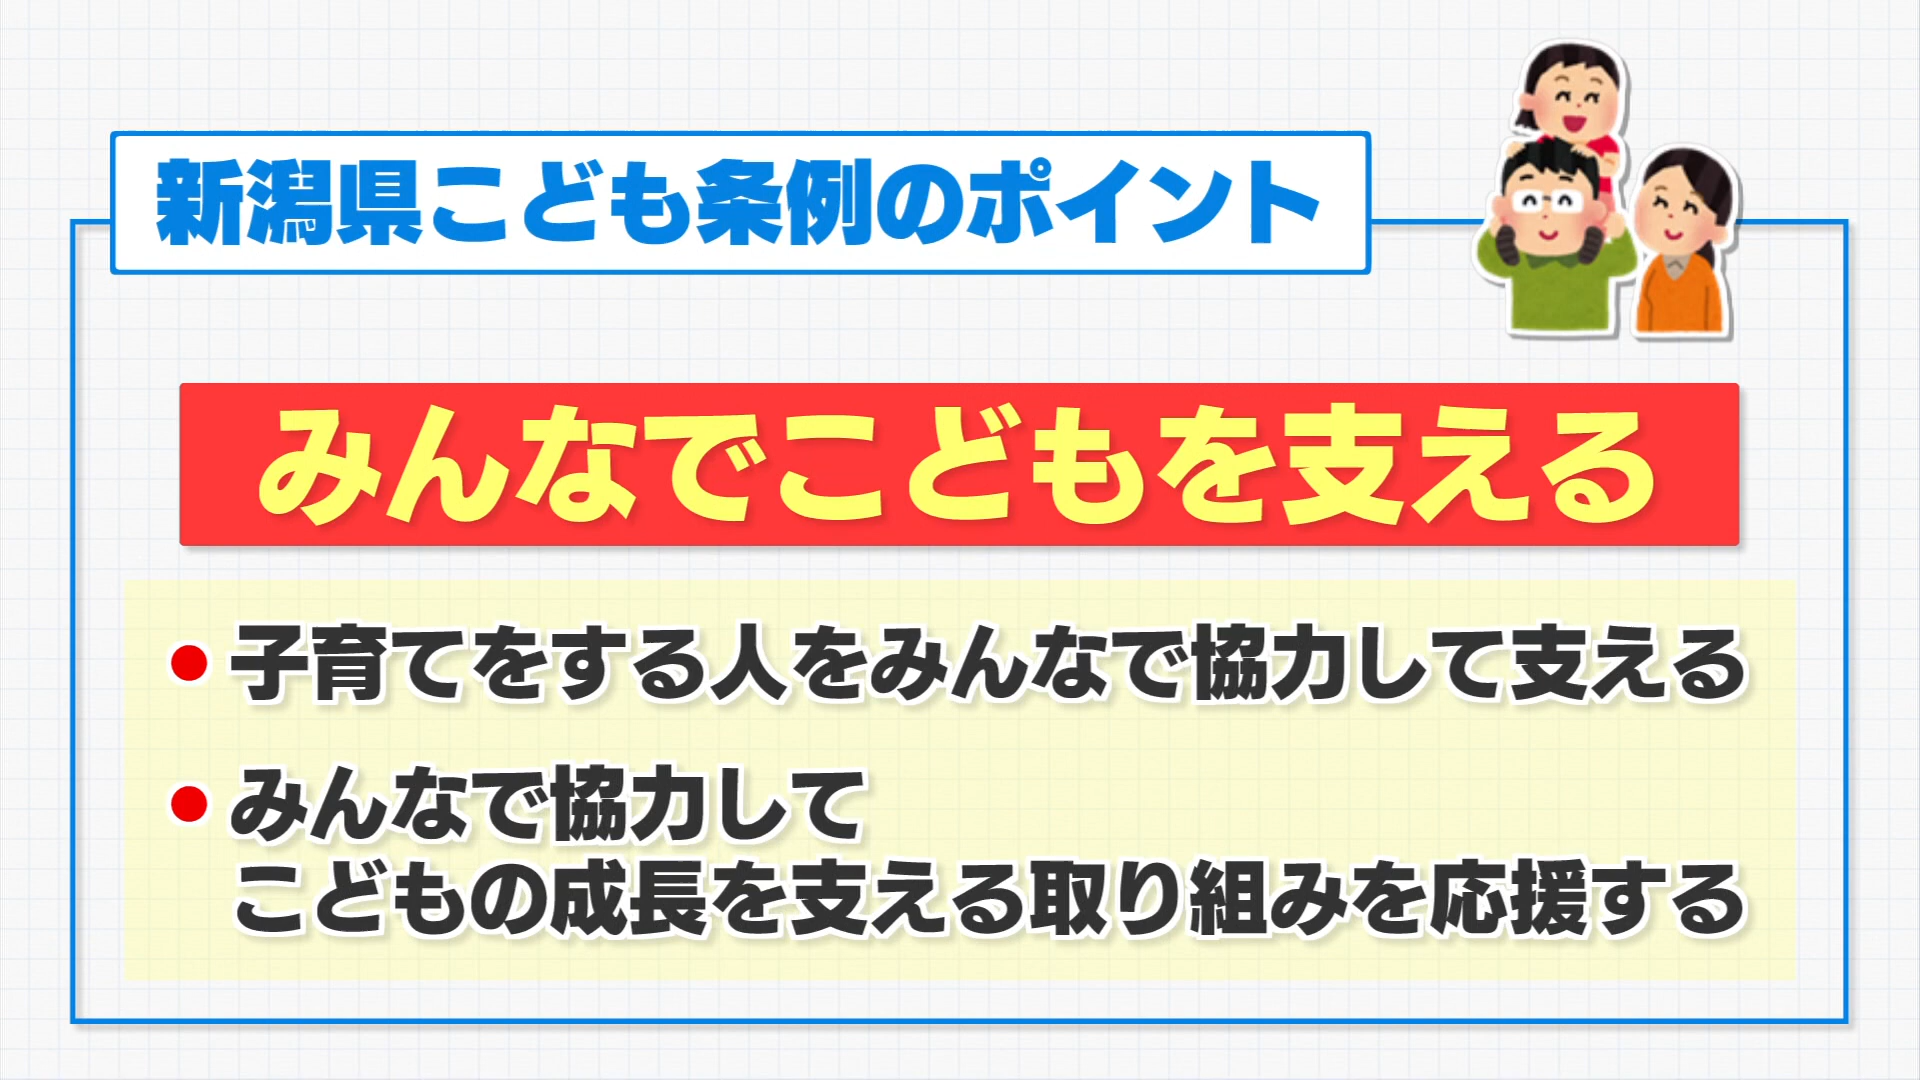 新潟県こども条例のポイント
みんなでこどもを支える
● 子育てをする人をみんなで協力して支える
● みんなで協力して
こどもの成長を支える取り組みを応援する